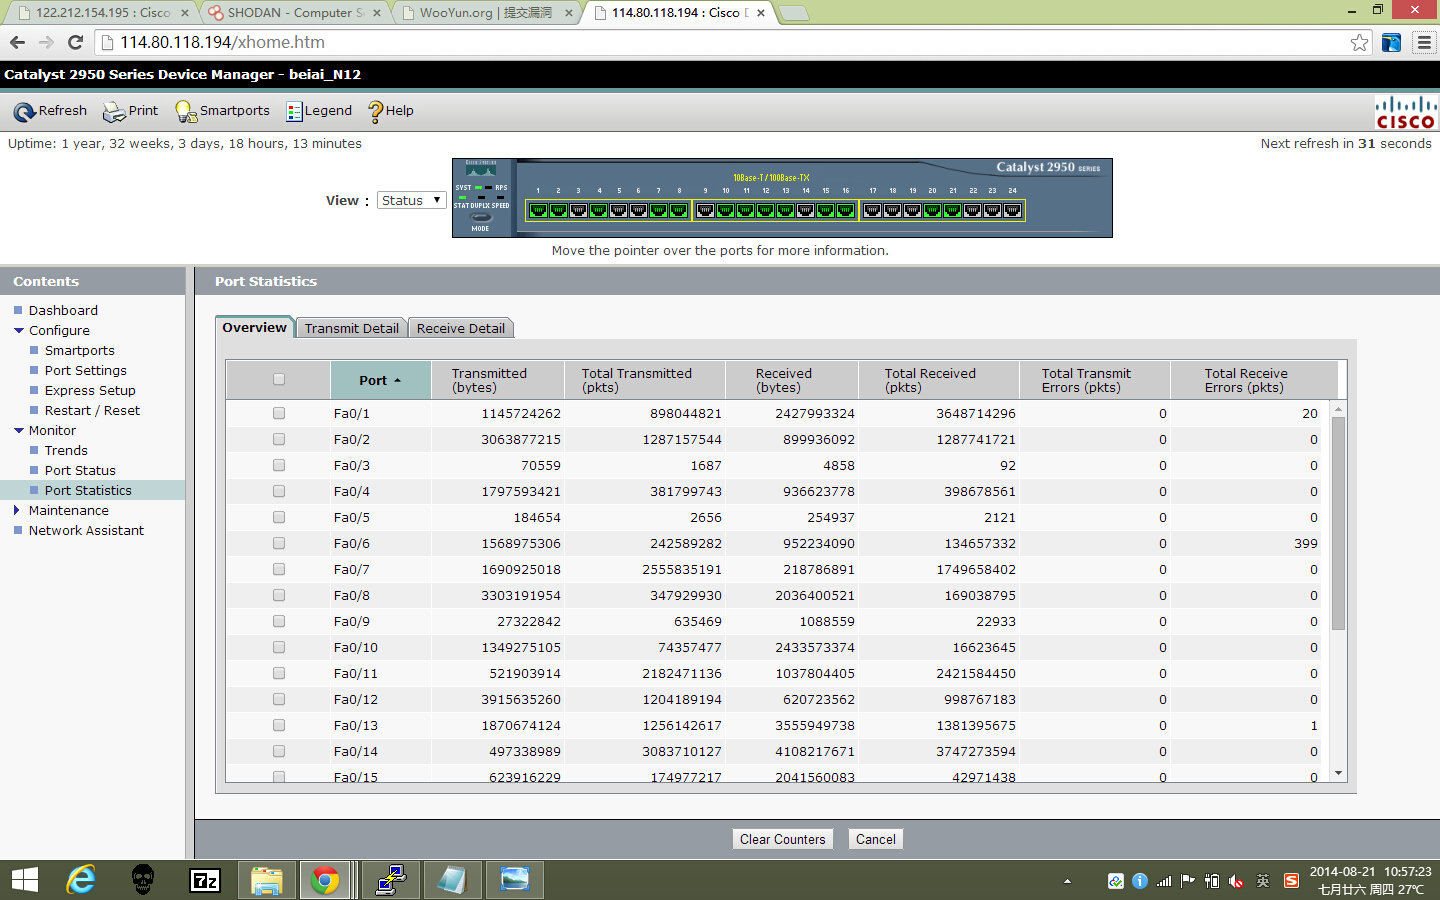 122.212.154.195 : Cisco
SHODAN - Computer S
WooYun.org | 提交漏洞
114.80.118.194 : Cisco D
114.80.118.194/xhome.htm
Catalyst 2950 Series Device Manager - beiai_N12
Refresh Print Smartports Legend Help
CISCO
Uptime: 1 year, 32 weeks, 3 days, 18 hours, 13 minutes
Next refresh in 31 seconds
View : Status
Catalyst 2950 SERIES
10Base-T/100Base-TX
SYST RPS
STAT DUPLX SPEED
MODE
1 2 3 4 5 6 7 8 9 10 11 12 13 14 15 16 17 18 19 20 21 22 23 24
Move the pointer over the ports for more information.
Contents
Dashboard
Configure
Smartports
Port Settings
Express Setup
Restart / Reset
Monitor
Trends
Port Status
Port Statistics
Maintenance
Network Assistant
Port Statistics
Overview Transmit Detail Receive Detail
Port Transmitted (bytes) Total Transmitted (pkts) Received (bytes) Total Received (pkts) Total Transmit Errors (pkts) Total Receive Errors (pkts)
Fa0/1 1145724262 898044821 2427993324 3648714296 0 20
Fa0/2 3063877215 1287157544 899936092 1287741721 0 0
Fa0/3 70559 1687 4858 92 0 0
Fa0/4 1797593421 381799743 936623778 398678561 0 0
Fa0/5 184654 2656 254937 2121 0 0
Fa0/6 1568975306 242589282 952234090 134657332 0 399
Fa0/7 1690925018 2555835191 218786891 1749658402 0 0
Fa0/8 3303191954 347929930 2036400521 169038795 0 0
Fa0/9 27322842 635469 1088559 22933 0 0
Fa0/10 1349275105 74357477 2433573374 16623645 0 0
Fa0/11 521903914 2182471136 1037804405 2421584450 0 0
Fa0/12 3915635260 1204189194 620723562 998767183 0 0
Fa0/13 1870674124 1256142617 3555949738 1381395675 0 1
Fa0/14 497338989 3083710127 4108217671 3747273594 0 0
Fa0/15 623916229 174977217 2041560083 42971438 0 0
Clear Counters Cancel
7z
英
2014-08-21 10:57:23
七月廿六 周四 27℃